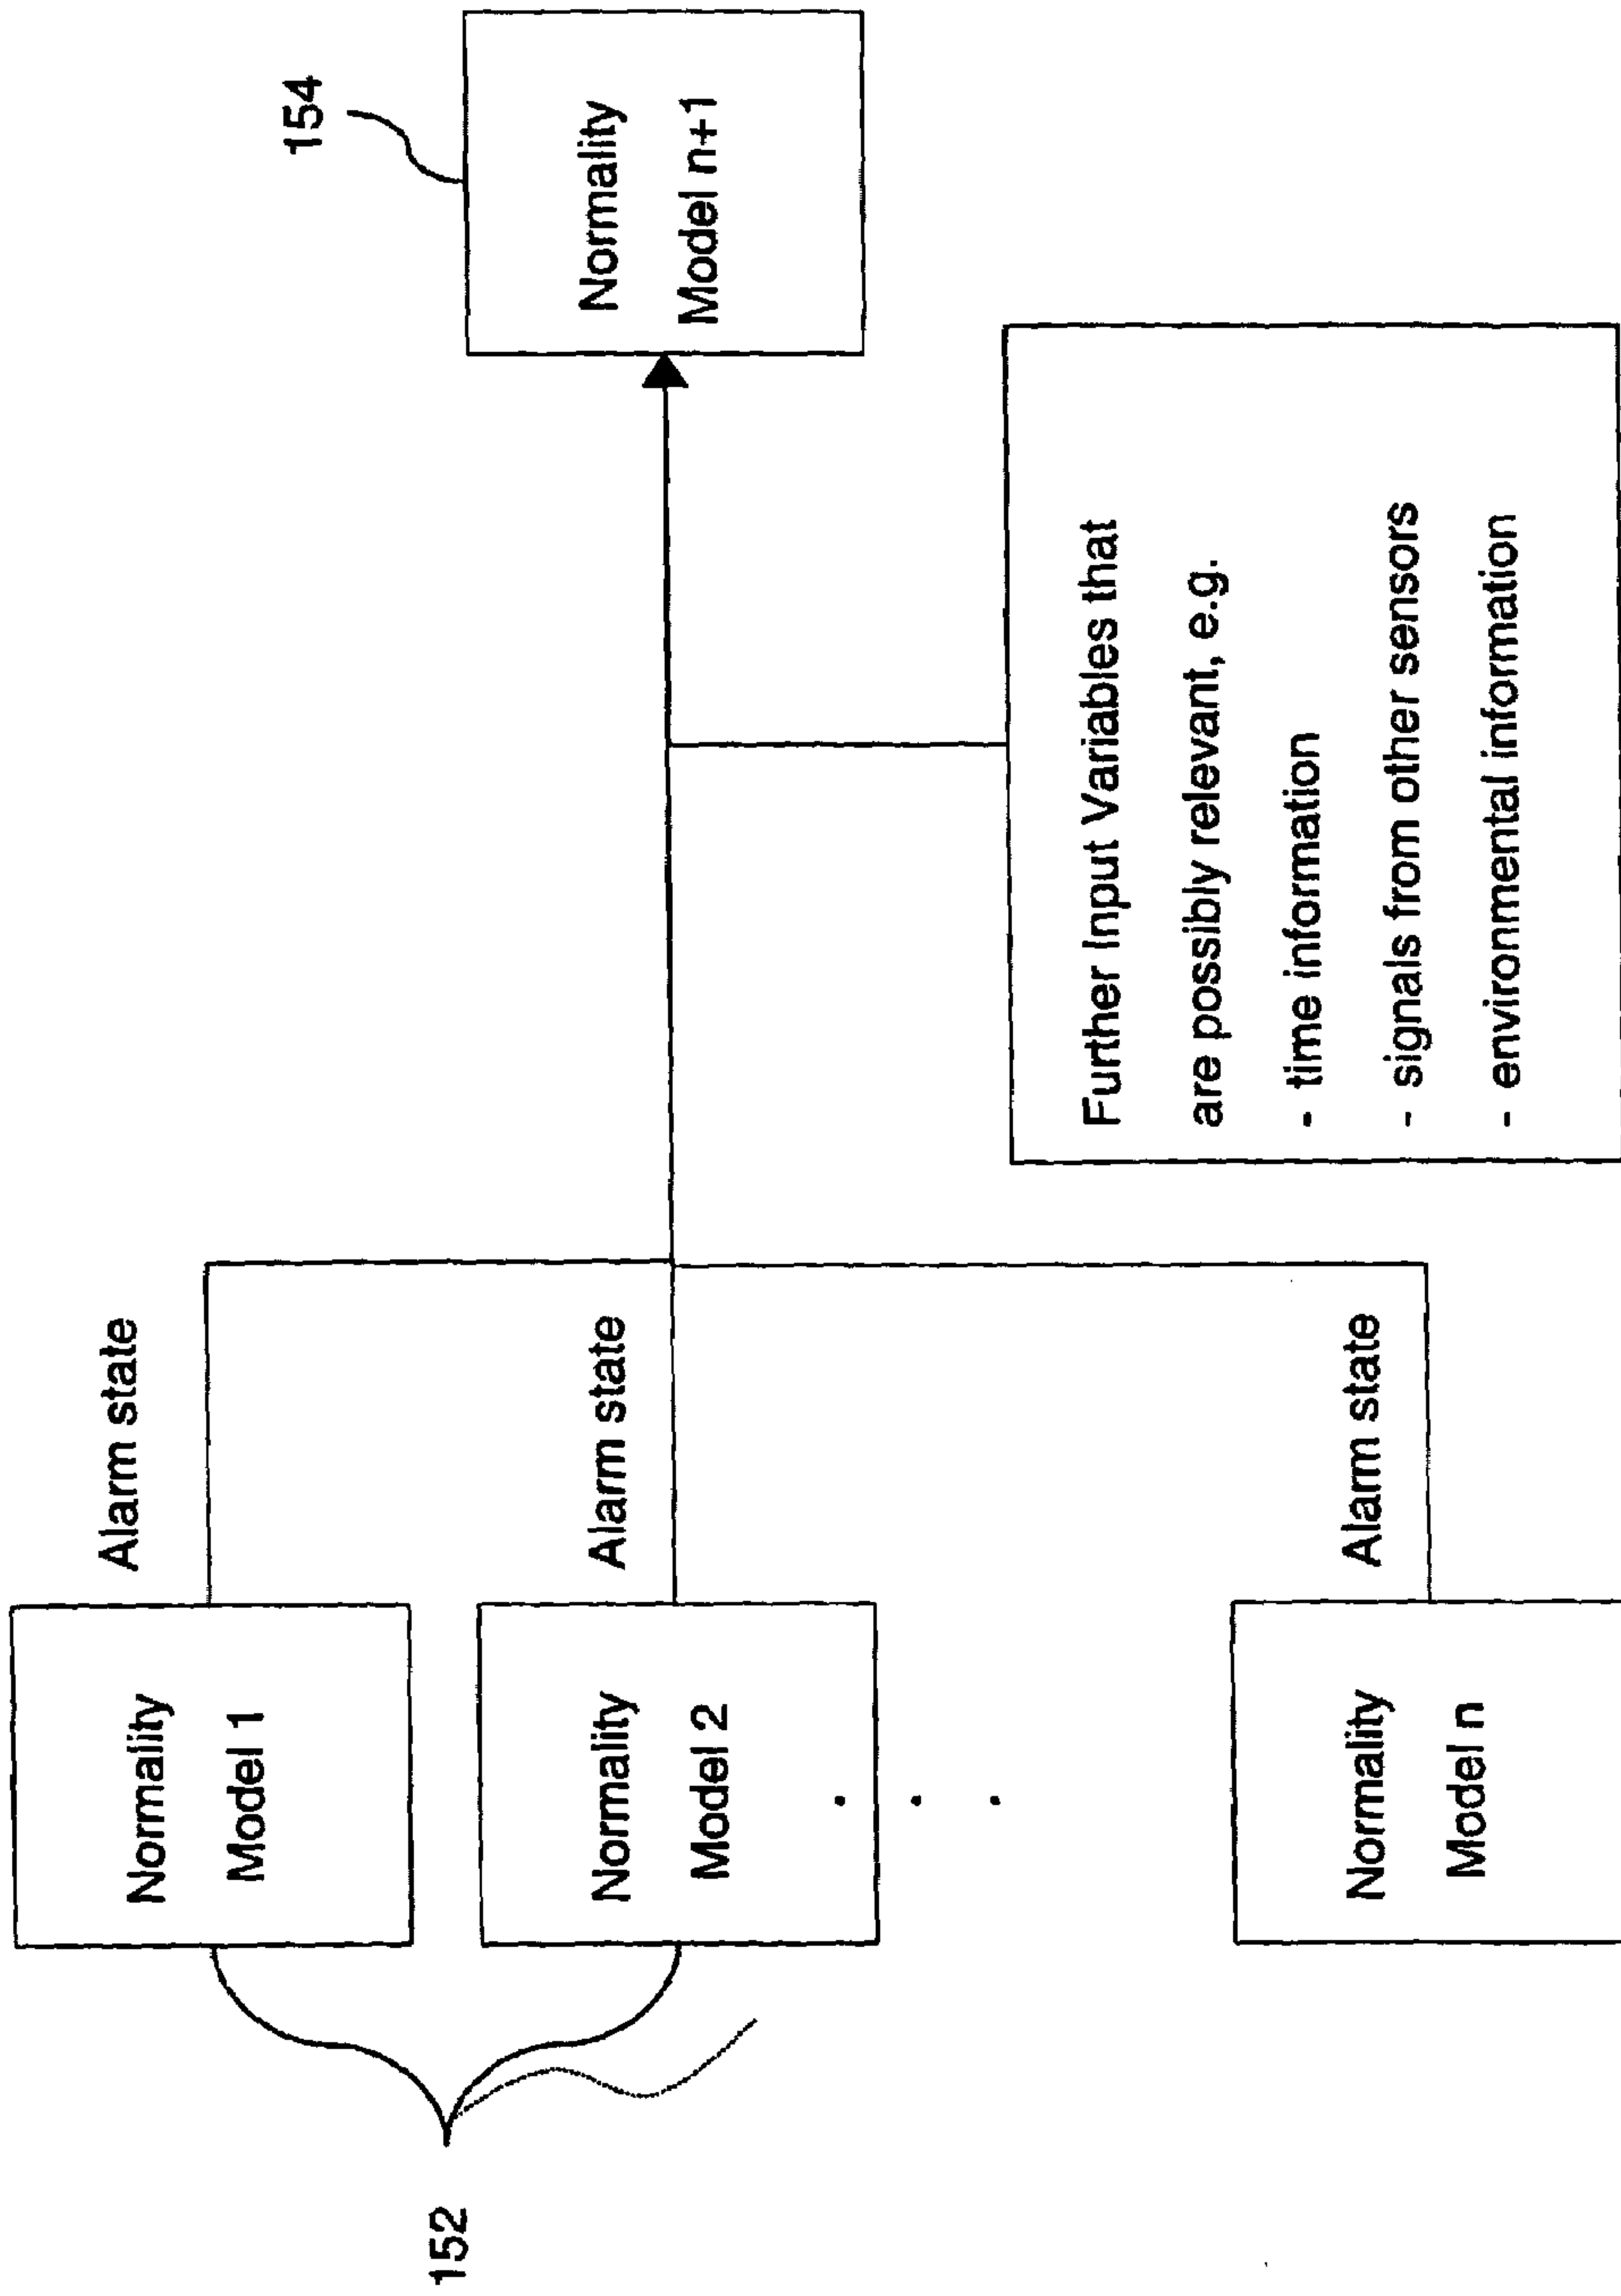 152
Normality
Model 1
Alarm state
Normality
Model 2
Alarm state
. . .
Normality
Model n
Alarm state
154
Normality
Model n+1
Further Input Variables that
are possibly relevant, e.g.
- time information
- signals from other sensors
- environmental information